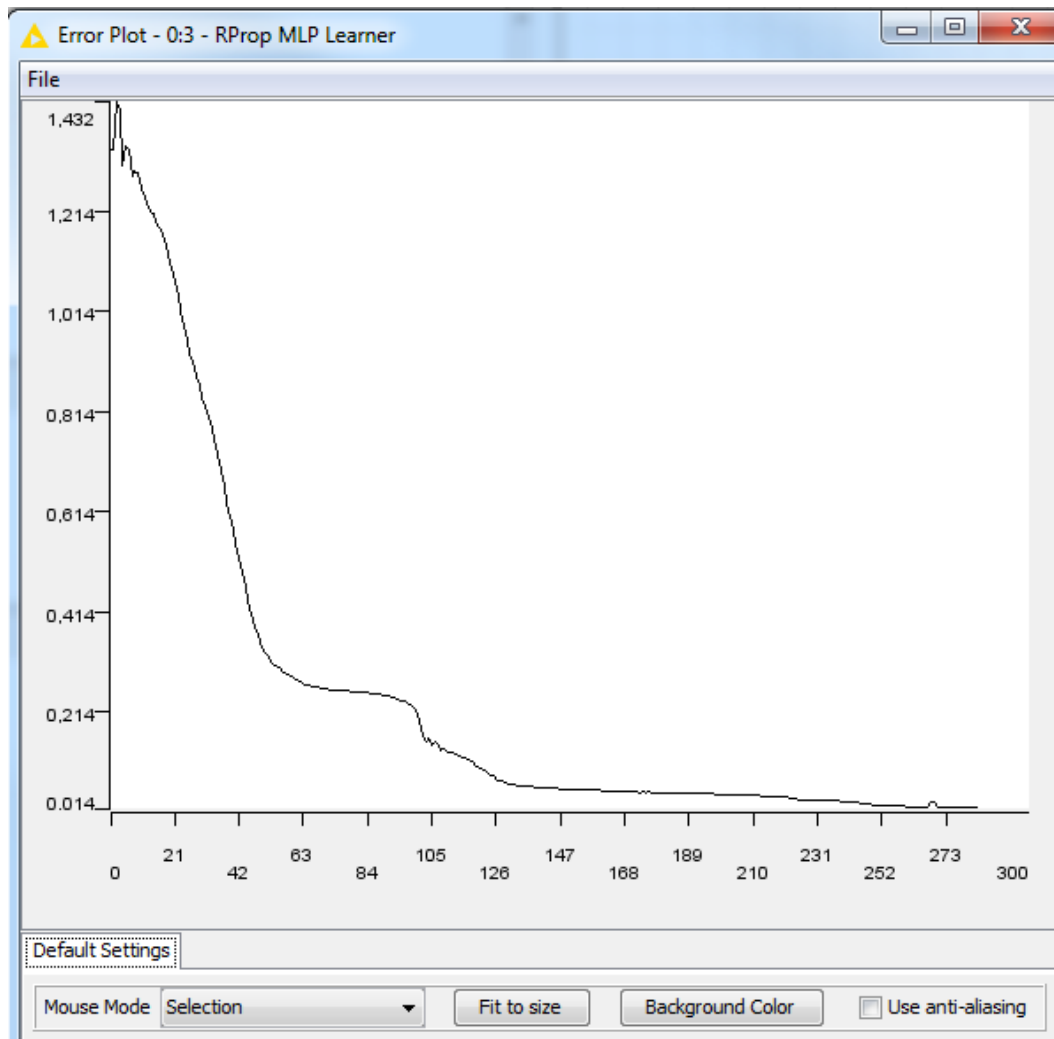 Error Plot - 0:3 - RProp MLP Learner
File
1,432
1,214
1,014
0,814
0,614
0,414
0,214
0,014
21 63 105 147 189 231 273
0 42 84 126 168 210 252 300
Default Settings
Mouse Mode Selection Fit to size Background Color Use anti-aliasing